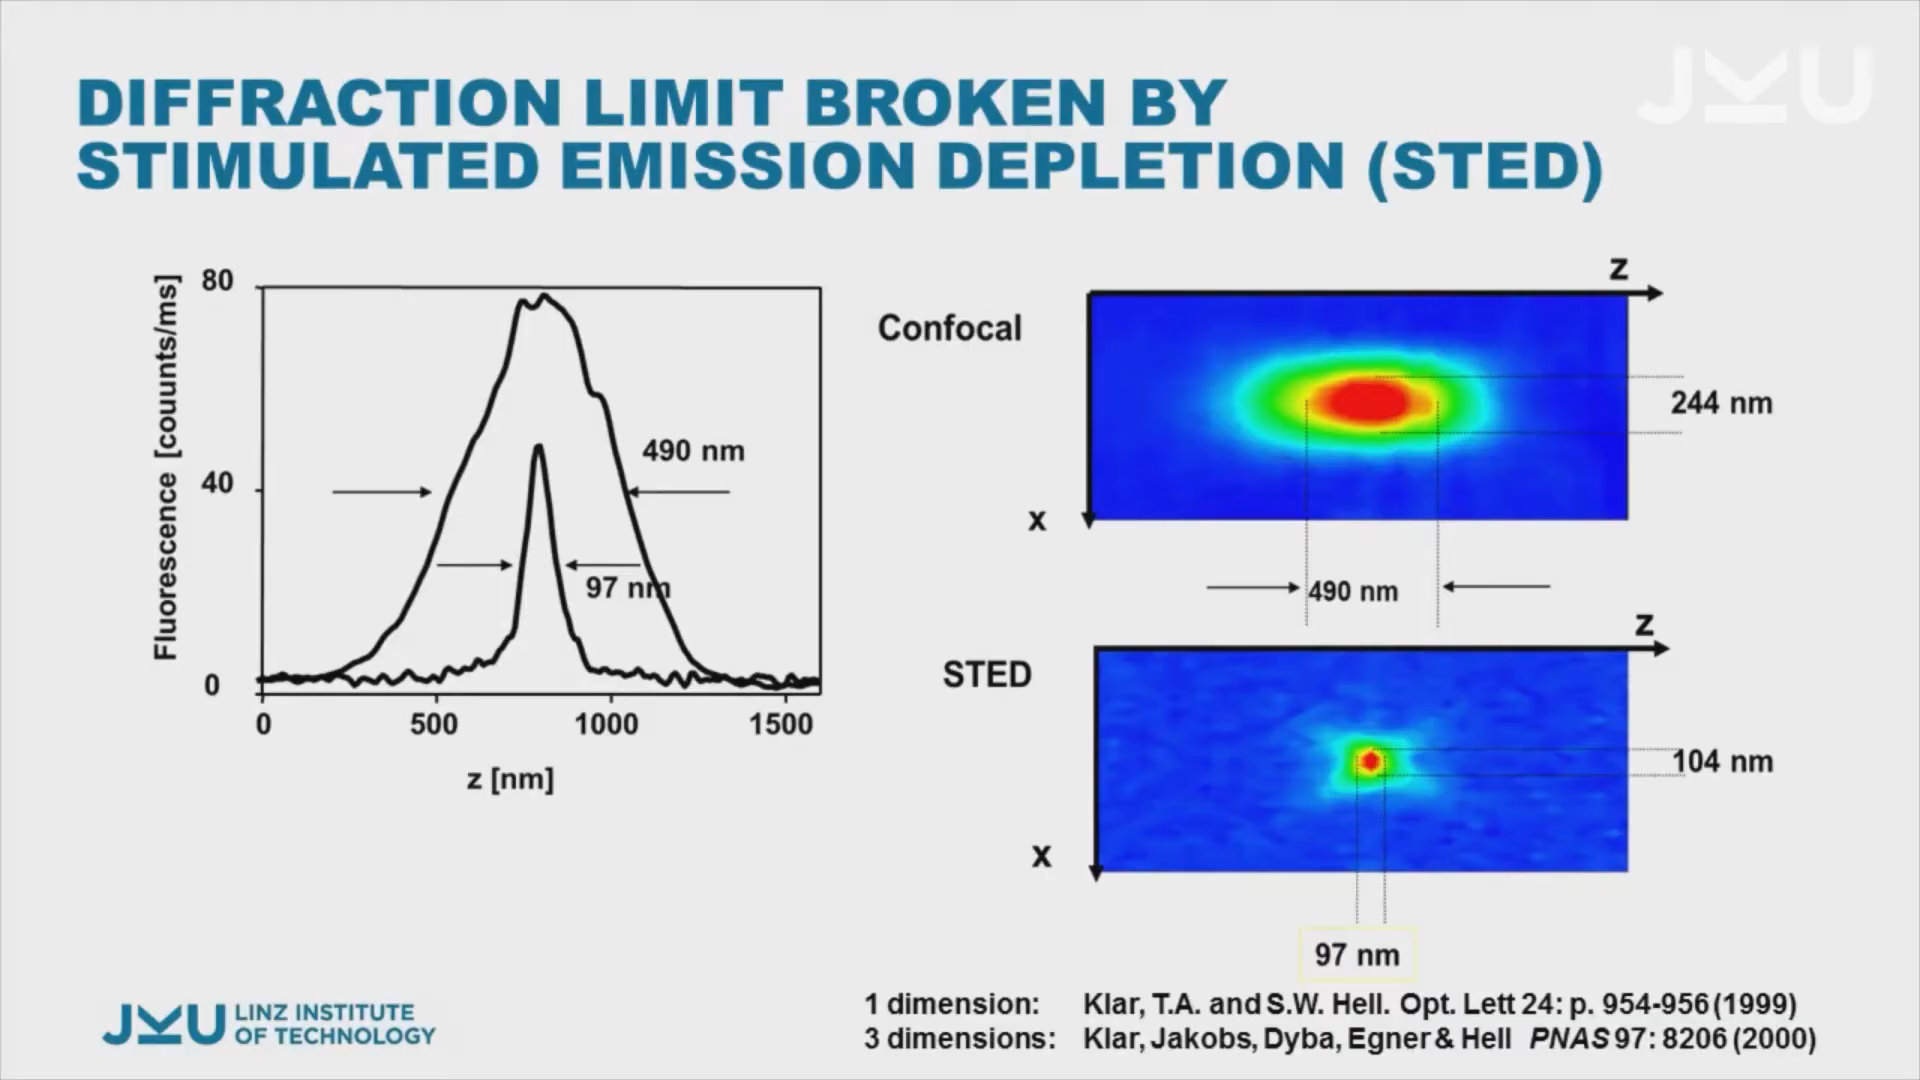 JKU
DIFFRACTION LIMIT BROKEN BY
STIMULATED EMISSION DEPLETION (STED)
Fluorescence [couunts/ms]
80
40
0
490 nm
97 nm
0 500 1000 1500
z [nm]
Confocal
z
x
244 nm
490 nm
STED
z
x
104 nm
97 nm
1 dimension: Klar, T.A. and S.W. Hell. Opt. Lett 24: p. 954-956 (1999)
3 dimensions: Klar, Jakobs, Dyba, Egner & Hell PNAS 97: 8206 (2000)
JKU LINZ INSTITUTE
OF TECHNOLOGY